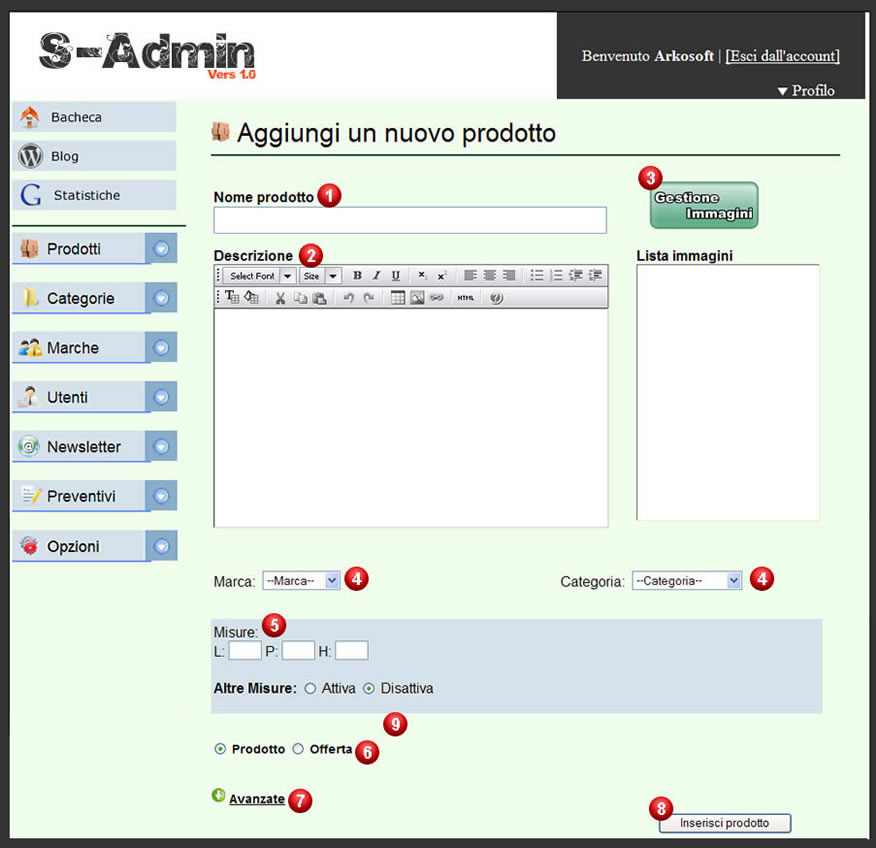 S-Admin
Vers 1.0
Benvenuto Arkosoft | [Esci dall'account]
▼ Profilo
Bacheca
Blog
G Statistiche
Prodotti
Categorie
Marche
Utenti
Newsletter
Preventivi
Opzioni
Aggiungi un nuovo prodotto
Nome prodotto 1
3
Gestione
Immagini
Descrizione 2
Select Font Size B I U x, x²
T HTML ?
Lista immagini
Marca: --Marca-- 4
Categoria: --Categoria-- 4
Misure: 5
L: P: H:
Altre Misure: Attiva Disattiva
9
Prodotto Offerta 6
Avanzate 7
8
Inserisci prodotto